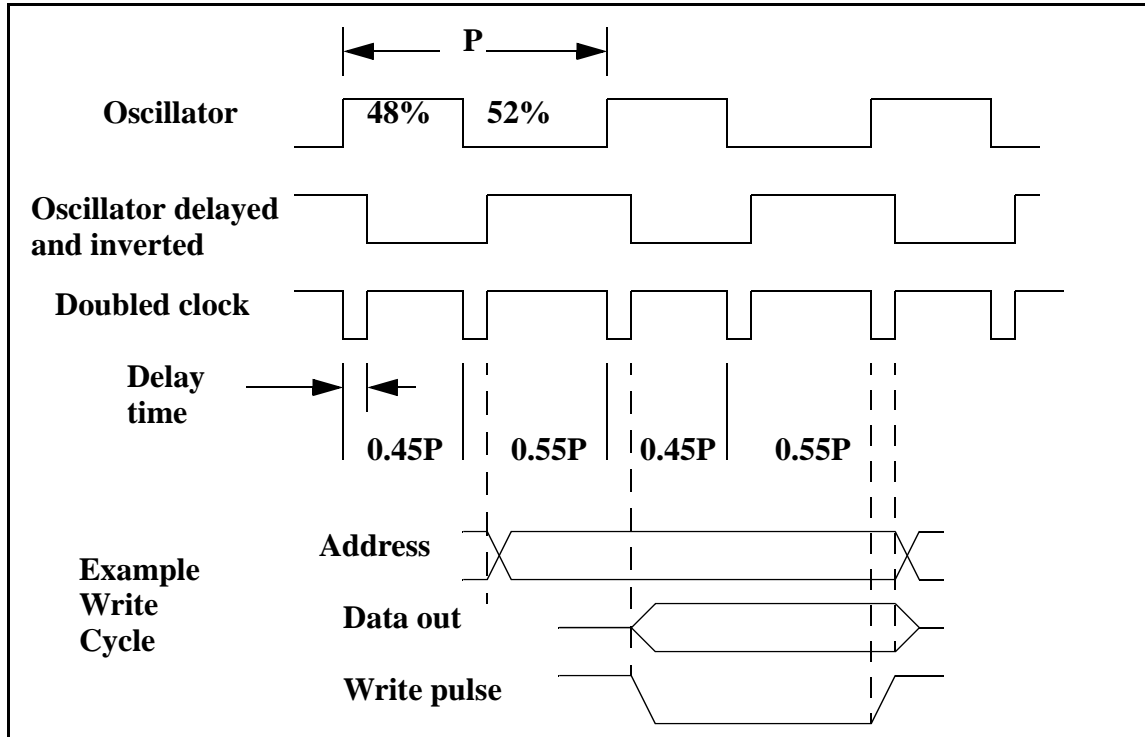 P
Oscillator
48%
52%
Oscillator delayed
and inverted
Doubled clock
Delay
time
0.45P
0.55P
0.45P
0.55P
Example
Write
Cycle
Address
Data out
Write pulse